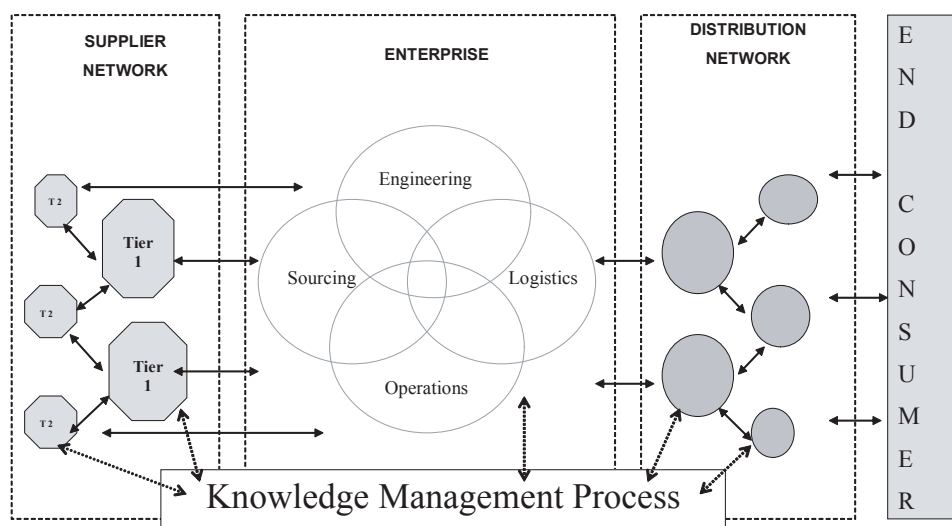 SUPPLIER
NETWORK
ENTERPRISE
DISTRIBUTION
NETWORK
T 2
Tier
1
T 2
Tier
1
T 2
Engineering
Sourcing
Logistics
Operations
Knowledge Management Process
E
N
D
C
O
N
S
U
M
E
R